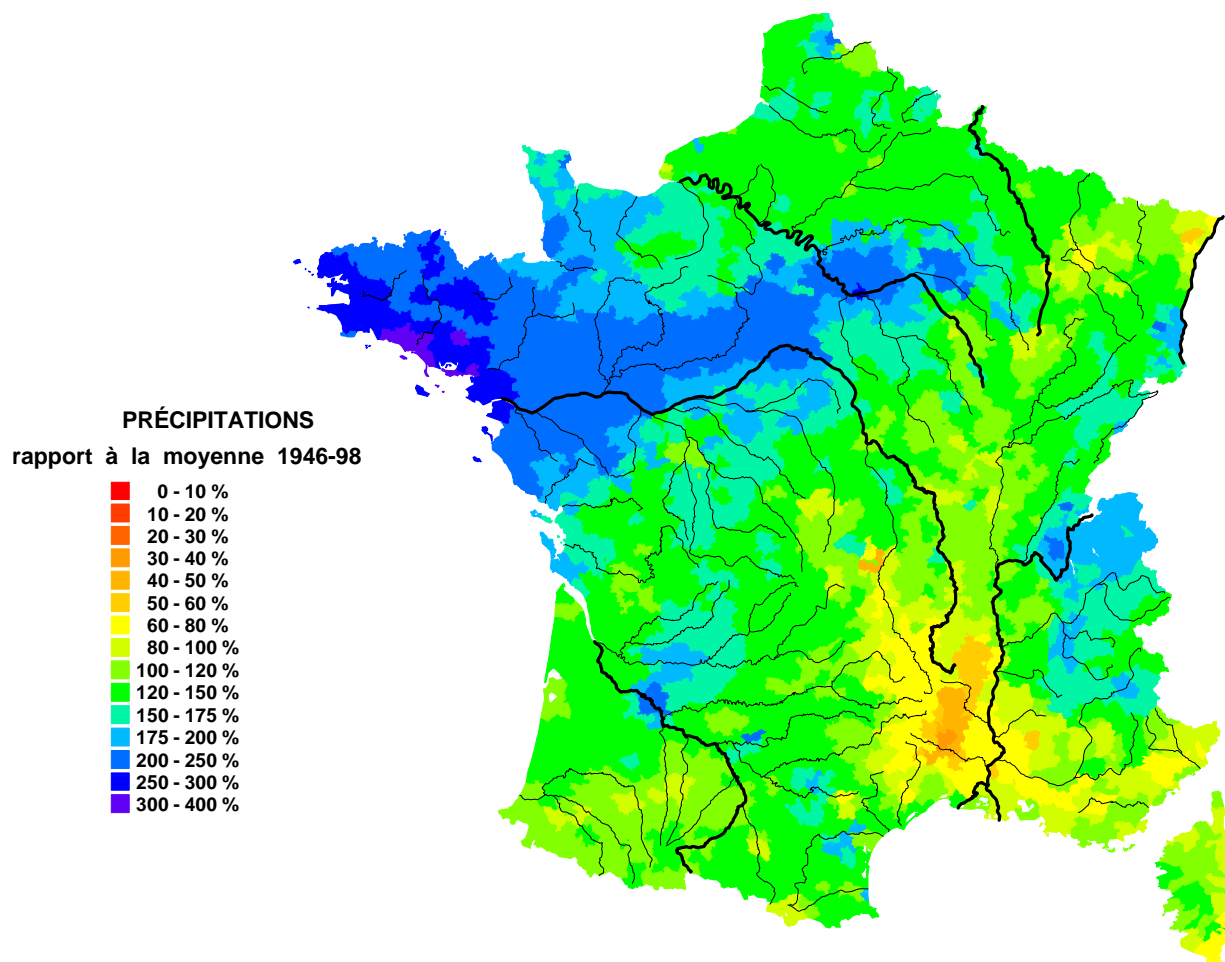 PRÉCIPITATIONS
rapport à la moyenne 1946-98
0 - 10 %
10 - 20 %
20 - 30 %
30 - 40 %
40 - 50 %
50 - 60 %
60 - 80 %
80 - 100 %
100 - 120 %
120 - 150 %
150 - 175 %
175 - 200 %
200 - 250 %
250 - 300 %
300 - 400 %